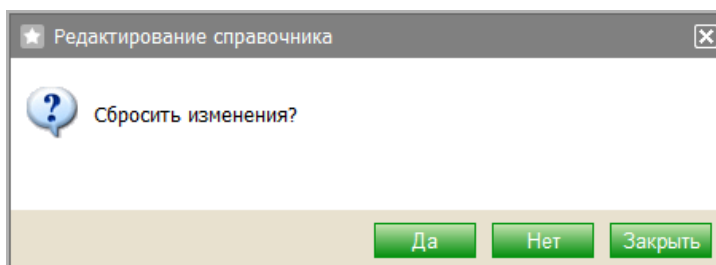 Редактирование справочника
Сбросить изменения?
Да Нет Закрыть